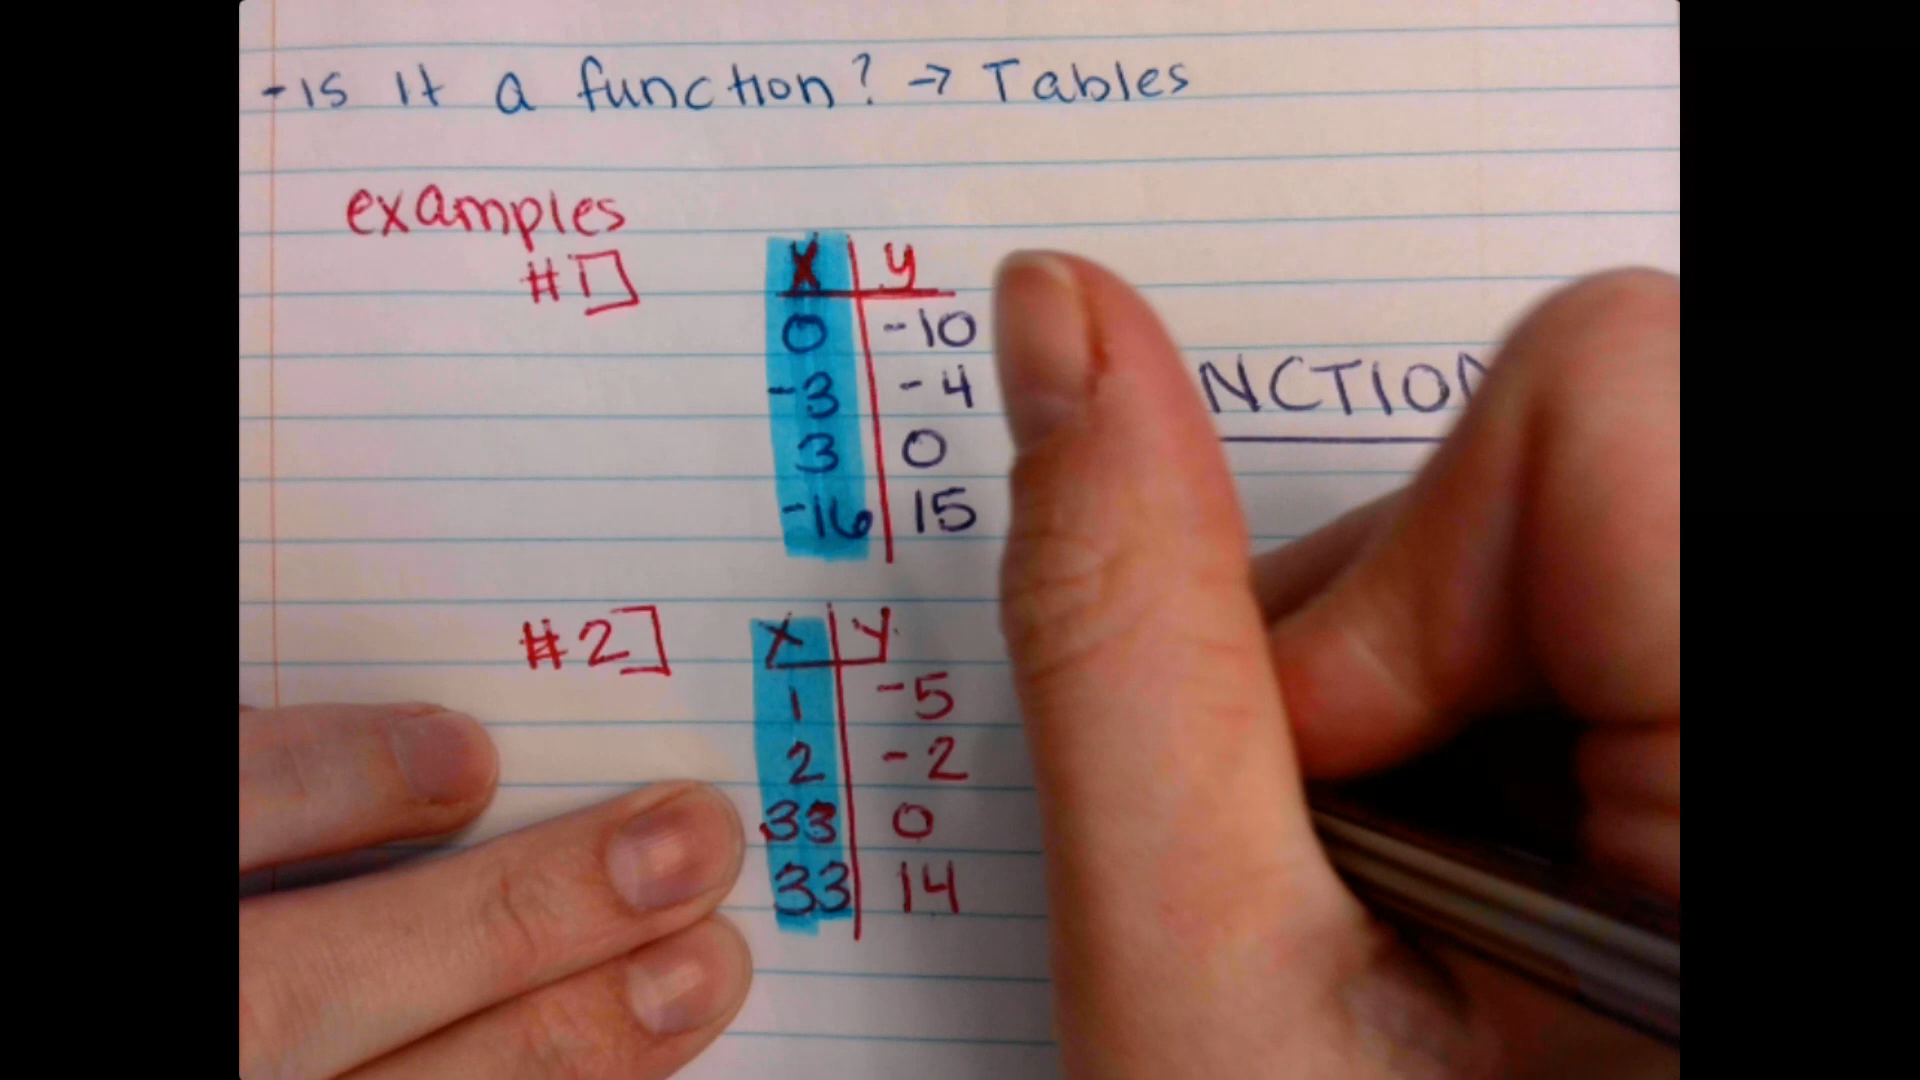 -Is it a function? → Tables
examples
#1]
x y
0 -10
-3 -4
NCTION
3 0
-16 15
#2]
x y
1 -5
2 -2
33 0
33 14